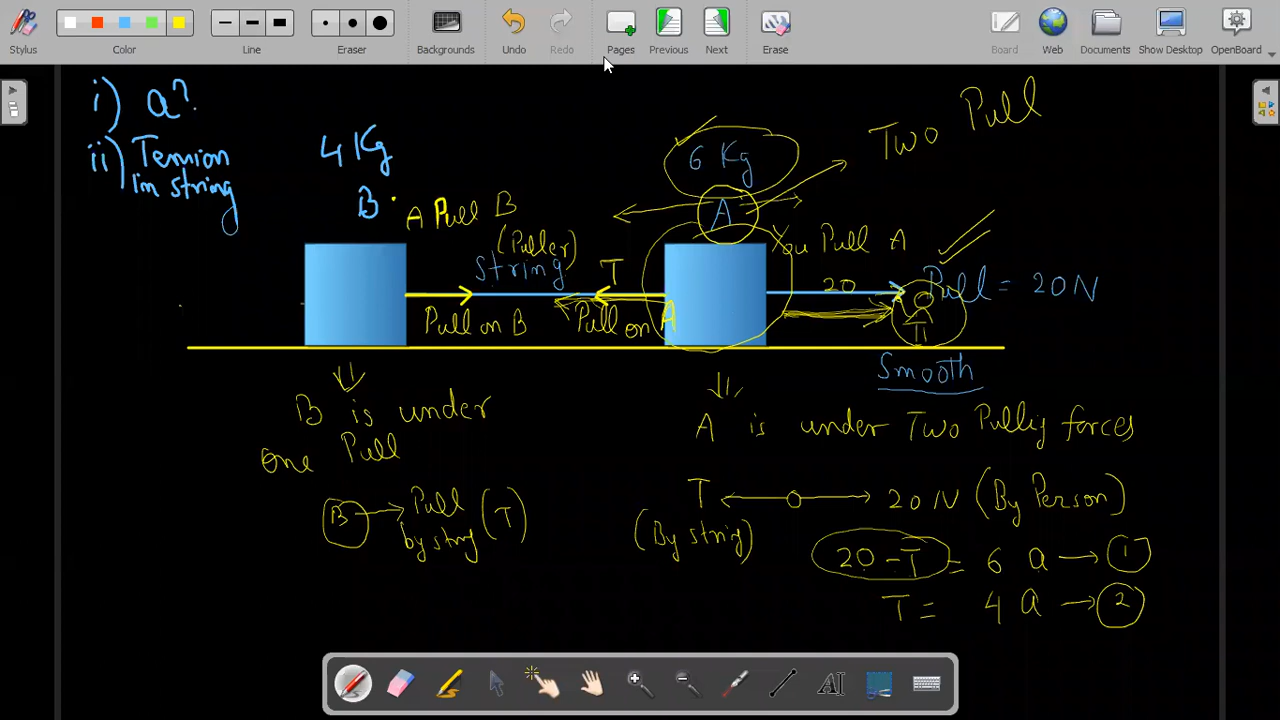 Stylus
Color
Line
Eraser
Backgrounds
Undo
Redo
Pages
Previous
Next
Erase
Board
Web
Documents
Show Desktop
OpenBoard
i) a?
ii) Tension
in string
4 Kg
B
6 Kg
A
Two Pull
A Pull B
(Puller)
String
T
You Pull A
20
Pull = 20 N
Pull on B
Pull on A
Smooth
B is under
one Pull
A is under Two Pullig forces
B → Pull (T)
by string
T ← → 20 N (By Person)
(By string)
20 - T = 6 a → 1
T = 4 a → 2